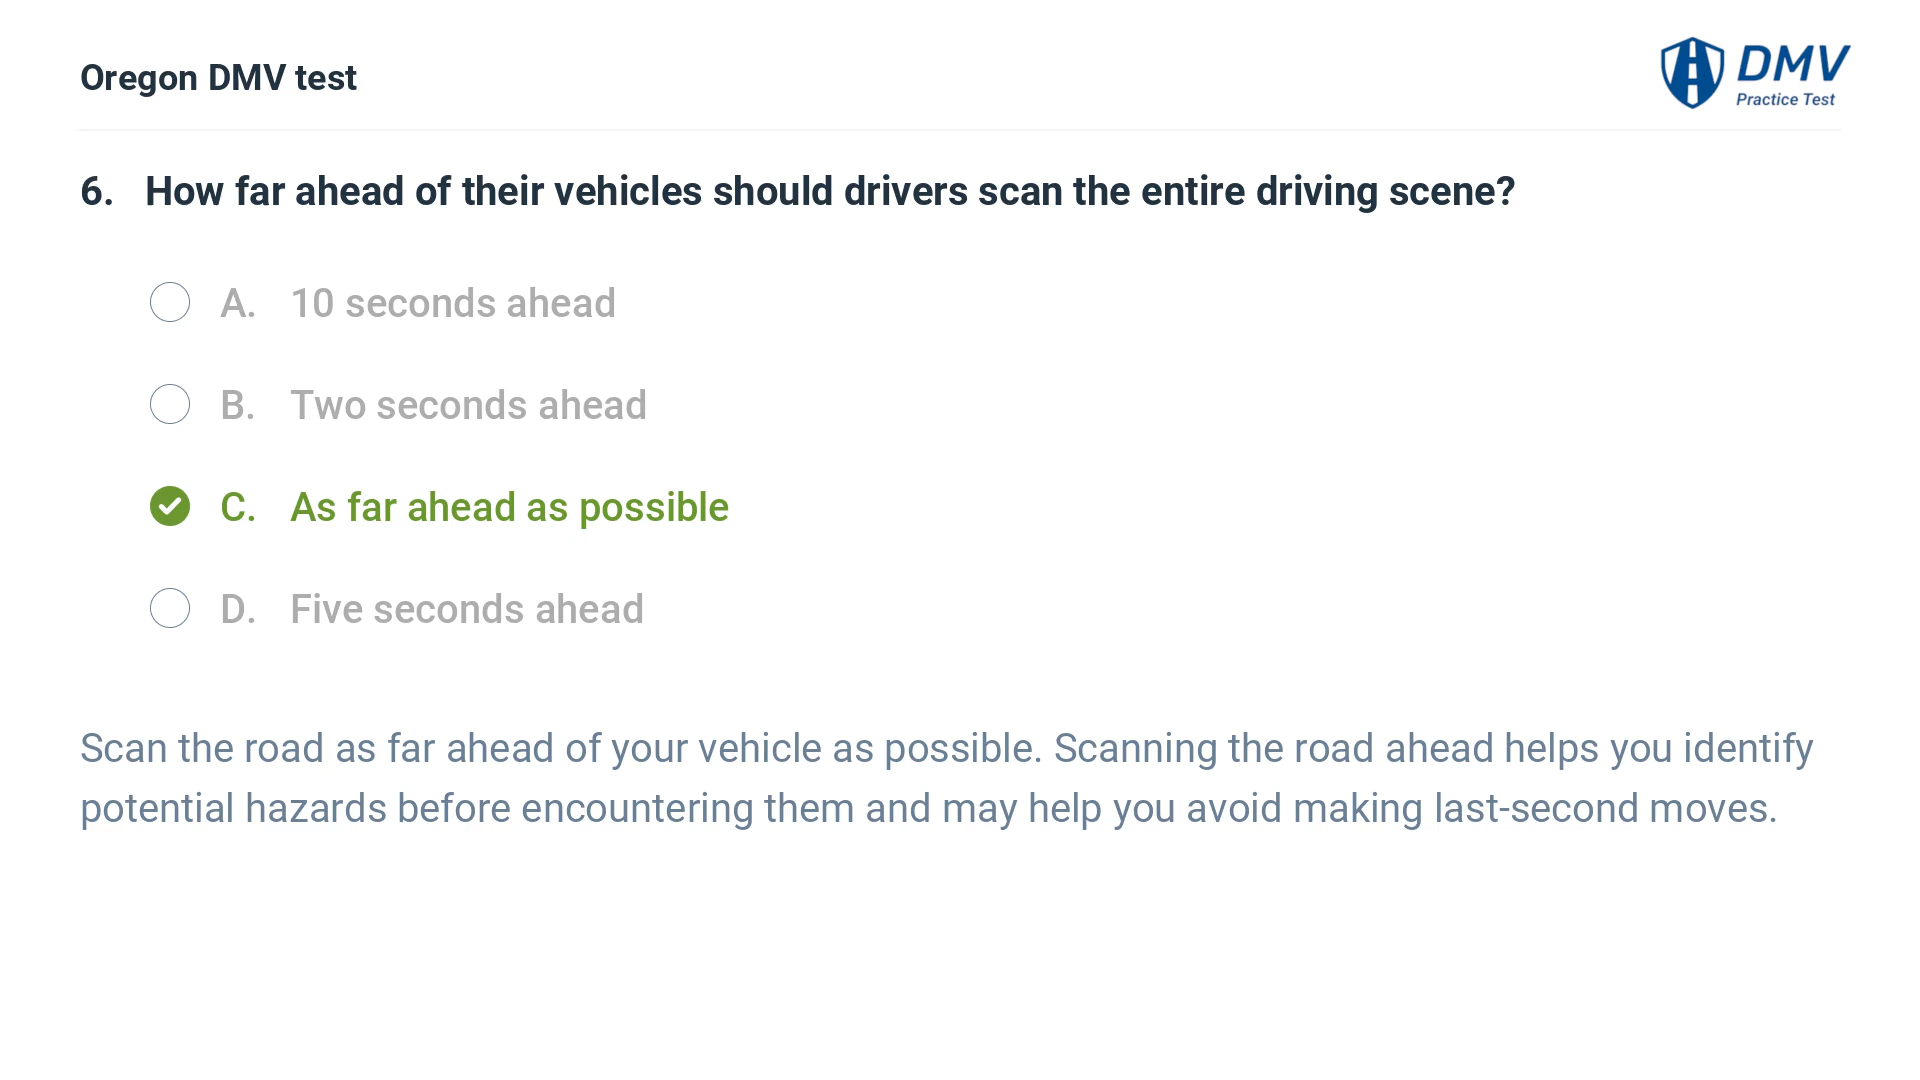 Oregon DMV test
DMV
Practice Test
6. How far ahead of their vehicles should drivers scan the entire driving scene?
A. 10 seconds ahead
B. Two seconds ahead
C. As far ahead as possible
D. Five seconds ahead
Scan the road as far ahead of your vehicle as possible. Scanning the road ahead helps you identify
potential hazards before encountering them and may help you avoid making last-second moves.